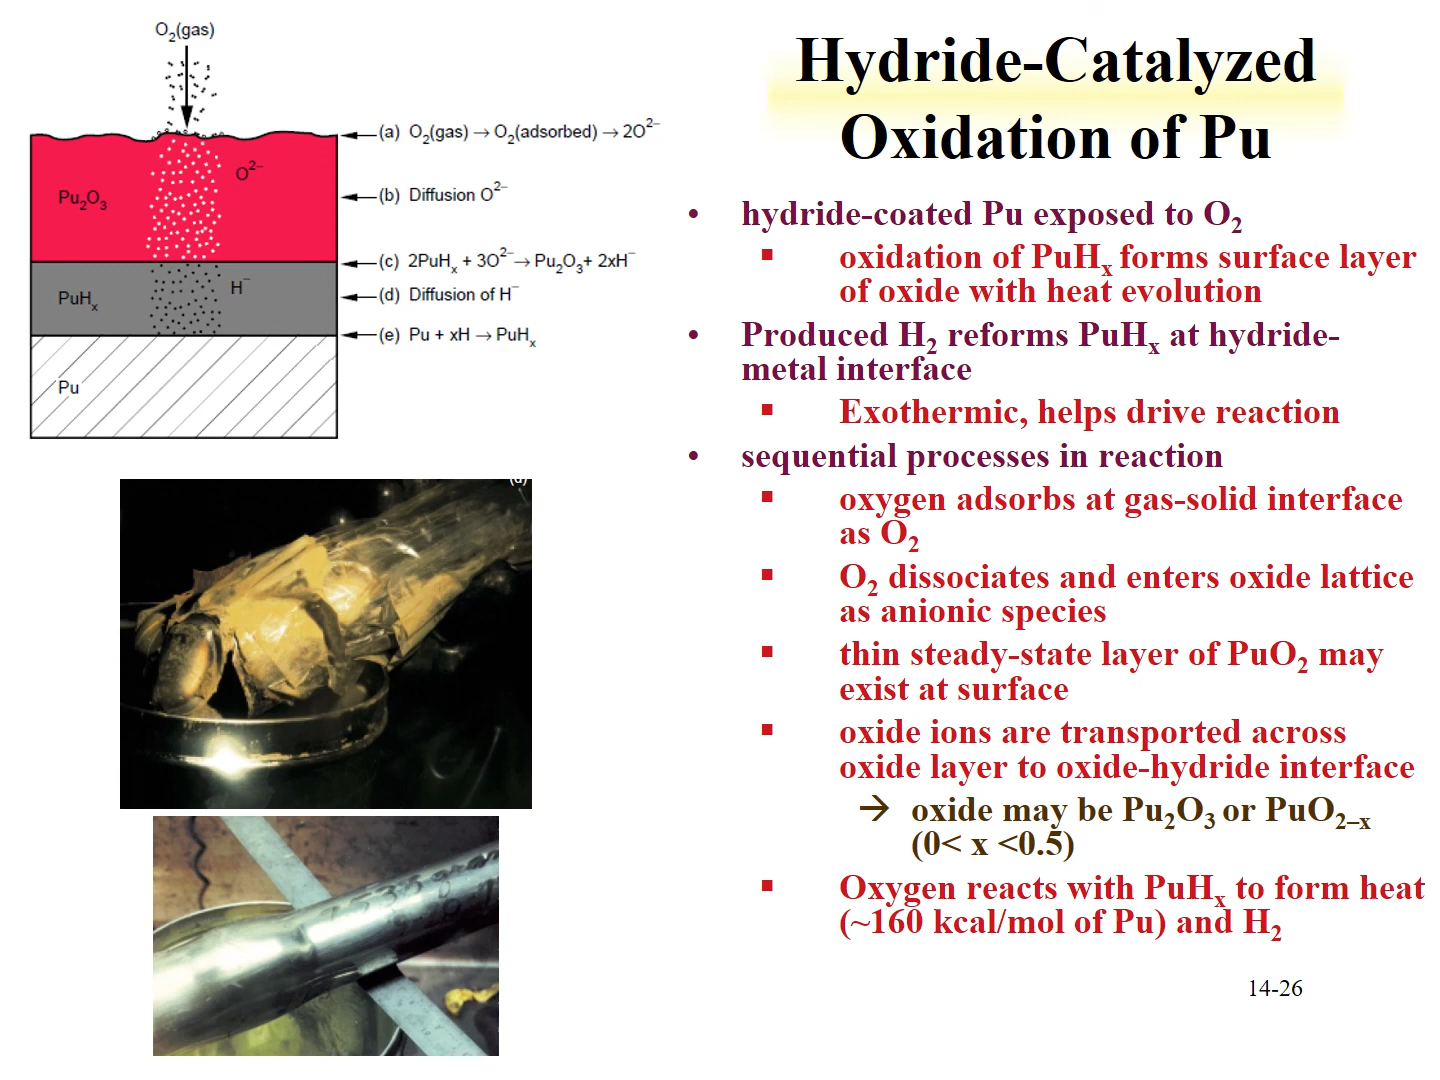 O₂(gas)
(a) O₂(gas) → O₂(adsorbed) → 2O²⁻
O²⁻
Pu₂O₃
(b) Diffusion O²⁻
(c) 2PuHₓ + 3O²⁻ → Pu₂O₃ + 2xH⁻
H⁻
PuHₓ
(d) Diffusion of H⁻
(e) Pu + xH → PuHₓ
Pu
Hydride-Catalyzed
Oxidation of Pu
• hydride-coated Pu exposed to O₂
▪ oxidation of PuHₓ forms surface layer
of oxide with heat evolution
• Produced H₂ reforms PuHₓ at hydride-
metal interface
▪ Exothermic, helps drive reaction
• sequential processes in reaction
▪ oxygen adsorbs at gas-solid interface
as O₂
▪ O₂ dissociates and enters oxide lattice
as anionic species
▪ thin steady-state layer of PuO₂ may
exist at surface
▪ oxide ions are transported across
oxide layer to oxide-hydride interface
→ oxide may be Pu₂O₃ or PuO₂₋ₓ
(0< x <0.5)
▪ Oxygen reacts with PuHₓ to form heat
(~160 kcal/mol of Pu) and H₂
14-26